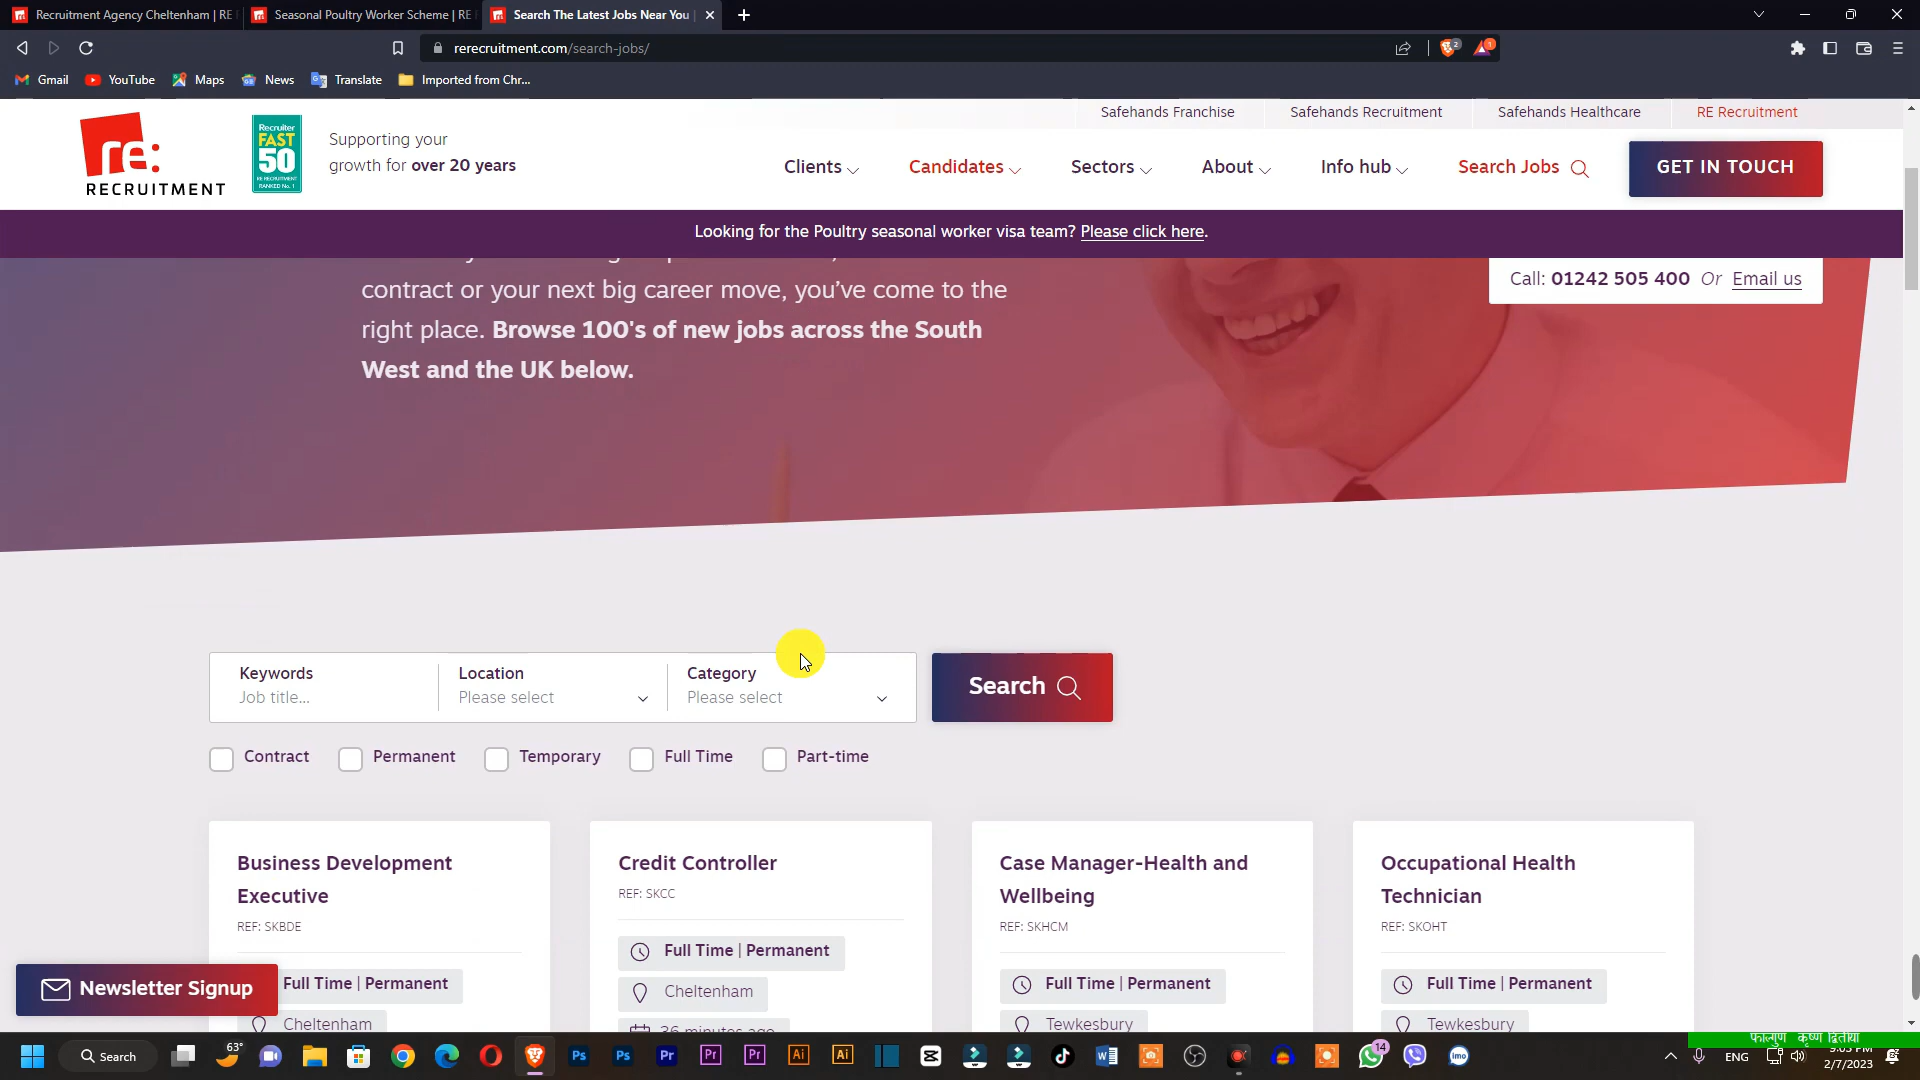 Recruitment Agency Cheltenham | RE
Seasonal Poultry Worker Scheme | RE
Search The Latest Jobs Near You |
rerecruitment.com/search-jobs/
2
1
Gmail
YouTube
Maps
News
Translate
Imported from Chr...
Safehands Franchise
Safehands Recruitment
Safehands Healthcare
RE Recruitment
re:
RECRUITMENT
Recruiter
FAST
50
RE RECRUITMENT
RANKED No. 1
Supporting your
growth for over 20 years
Clients
Candidates
Sectors
About
Info hub
Search Jobs
GET IN TOUCH
Looking for the Poultry seasonal worker visa team? Please click here.
Call: 01242 505 400 Or Email us
contract or your next big career move, you've come to the
right place. Browse 100's of new jobs across the South
West and the UK below.
Keywords
Job title...
Location
Please select
Category
Please select
Search
Contract
Permanent
Temporary
Full Time
Part-time
Business Development
Executive
REF: SKBDE
Full Time | Permanent
Cheltenham
Credit Controller
REF: SKCC
Full Time | Permanent
Cheltenham
36 minutes ago
Case Manager-Health and
Wellbeing
REF: SKHCM
Full Time | Permanent
Tewkesbury
Occupational Health
Technician
REF: SKOHT
Full Time | Permanent
Tewkesbury
Newsletter Signup
Search
63°
14
ENG
फाल्गुण कृष्ण द्वितीया
9:03 PM
2/7/2023